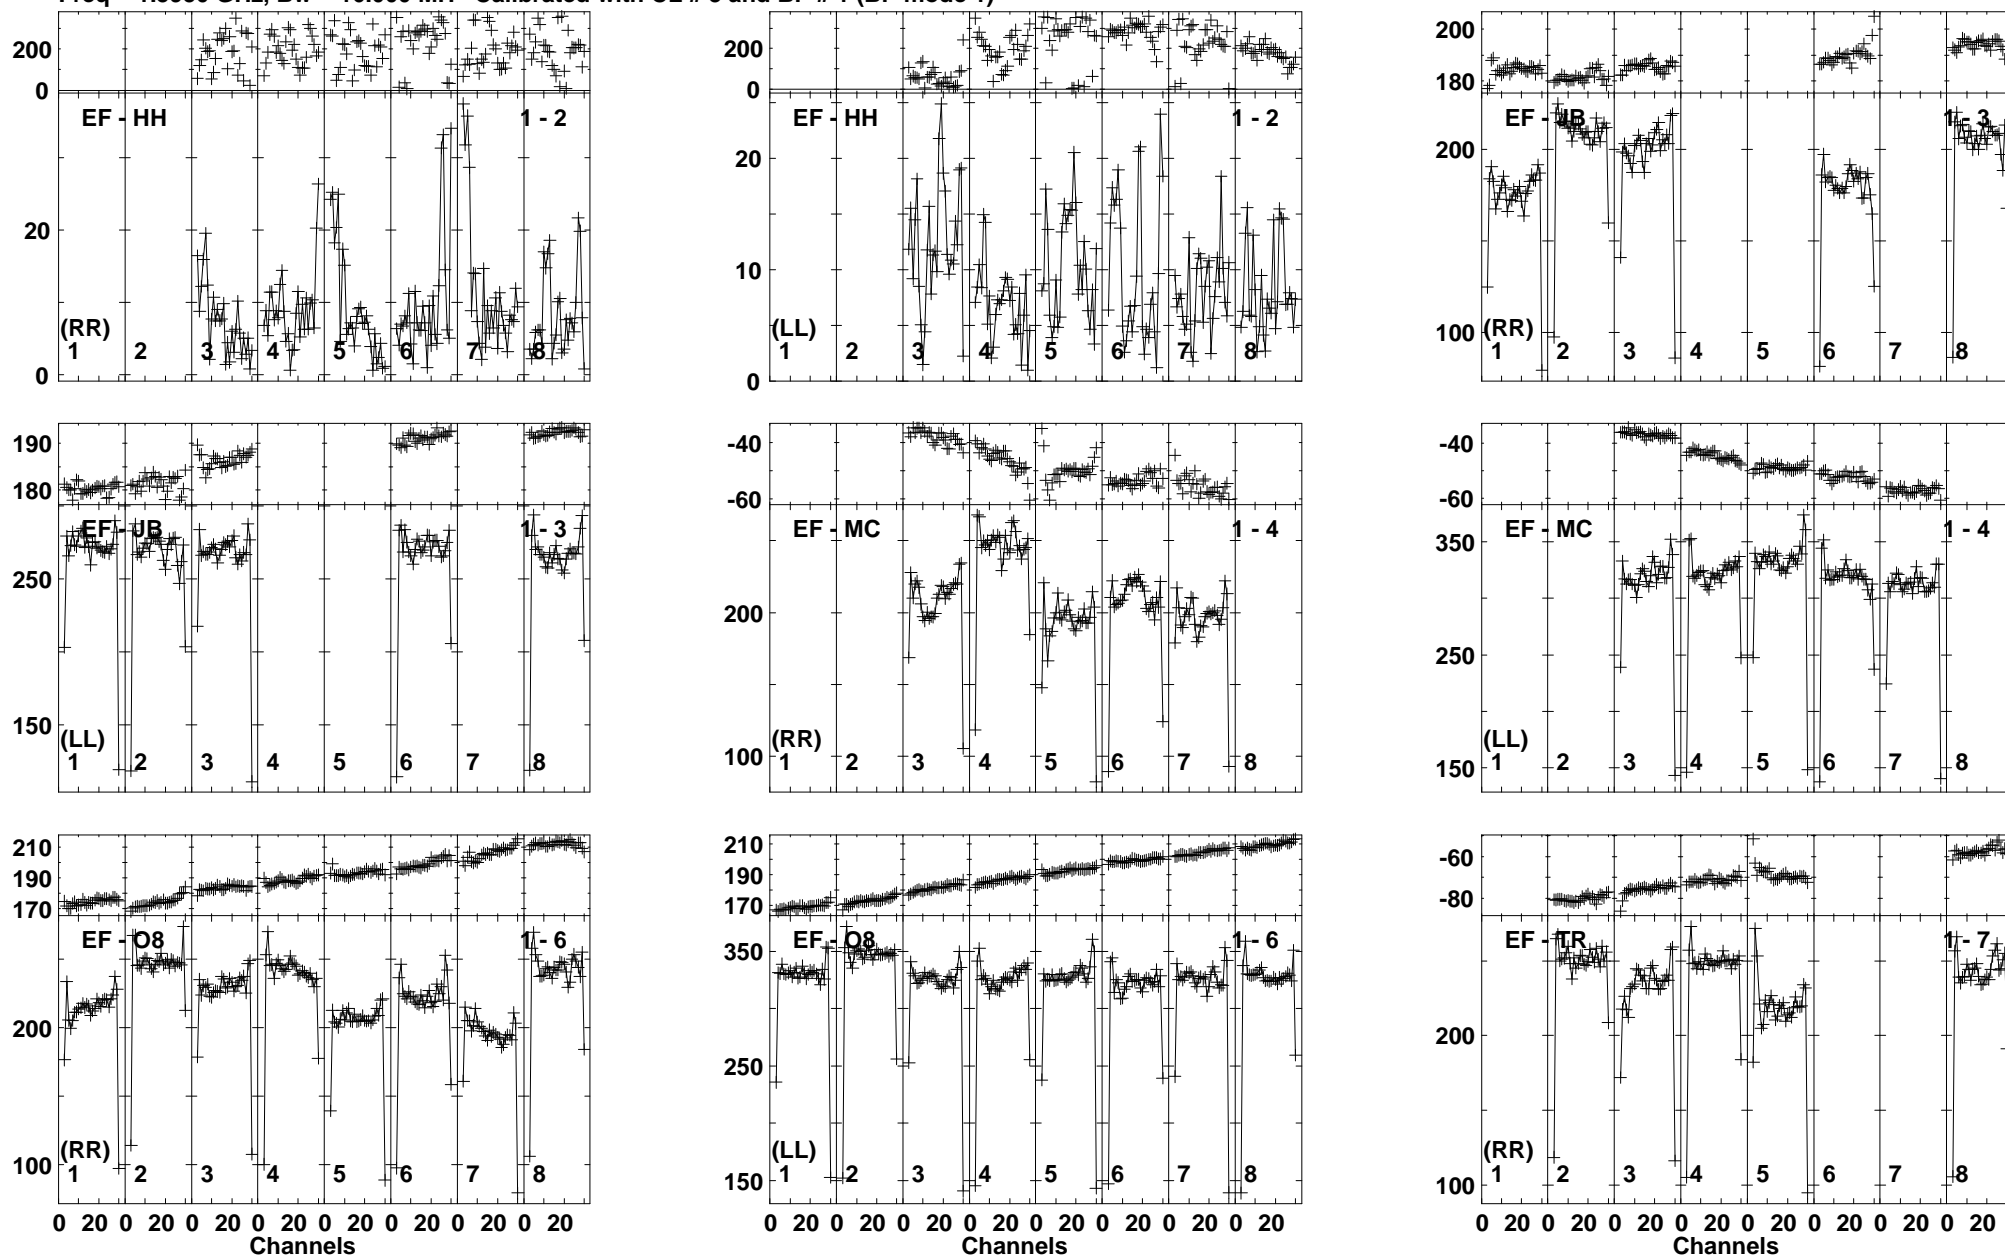 200 0 200 0 200 180
EF - HH 1 - 2 EF - HH 1 - 2 EF - JB 1 - 3
20 0 20 10 0 200 100
(RR) (LL) (RR)
1 2 3 4 5 6 7 8 1 2 3 4 5 6 7 8 1 2 3 4 5 6 7 8
190 180 -40 -60 -40 -60
EF - JB 1 - 3 EF - MC 1 - 4 EF - MC 1 - 4
250 150 200 100 350 250 150
(LL) (RR) (LL)
1 2 3 4 5 6 7 8 1 2 3 4 5 6 7 8 1 2 3 4 5 6 7 8
210 190 170 210 190 170 -60 -80
EF - O8 1 - 6 EF - O8 1 - 6 EF - TR 1 - 7
200 100 350 250 150 200 100
(RR) (LL) (RR)
1 2 3 4 5 6 7 8 1 2 3 4 5 6 7 8 1 2 3 4 5 6 7 8
0 20 0 20 0 20 0 20 0 20 0 20 0 20 0 20 0 20 0 20 0 20 0 20 0 20 0 20 0 20 0 20 0 20 0 20 0 20 0 20 0 20 0 20 0 20 0 20
Channels Channels